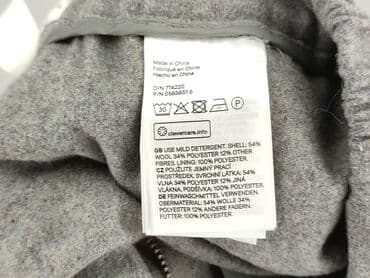 Made in China
Fabriqué en Chine
Hecho en China
O/N 774220
P/N 0565651 6
30
P
clevercare.info
GB USE MILD DETERGENT. SHELL: 54%
WOOL 34% POLYESTER 12% OTHER
FIBRES. LINING: 100% POLYESTER.
CZ POUŽIJTE JEMNÝ PRACÍ
PROSTŘEDEK. SVRCHNÍ LÁTKA: 54%
VLNA 34% POLYESTER 12% JINÁ
VLÁKNA. PODŠÍVKA: 100% POLYESTER.
DE FEINWASCHMITTEL VERWENDEN.
OBERMATERIAL: 54% WOLLE 34%
POLYESTER 12% ANDERE FASERN.
FUTTER: 100% POLYESTER.